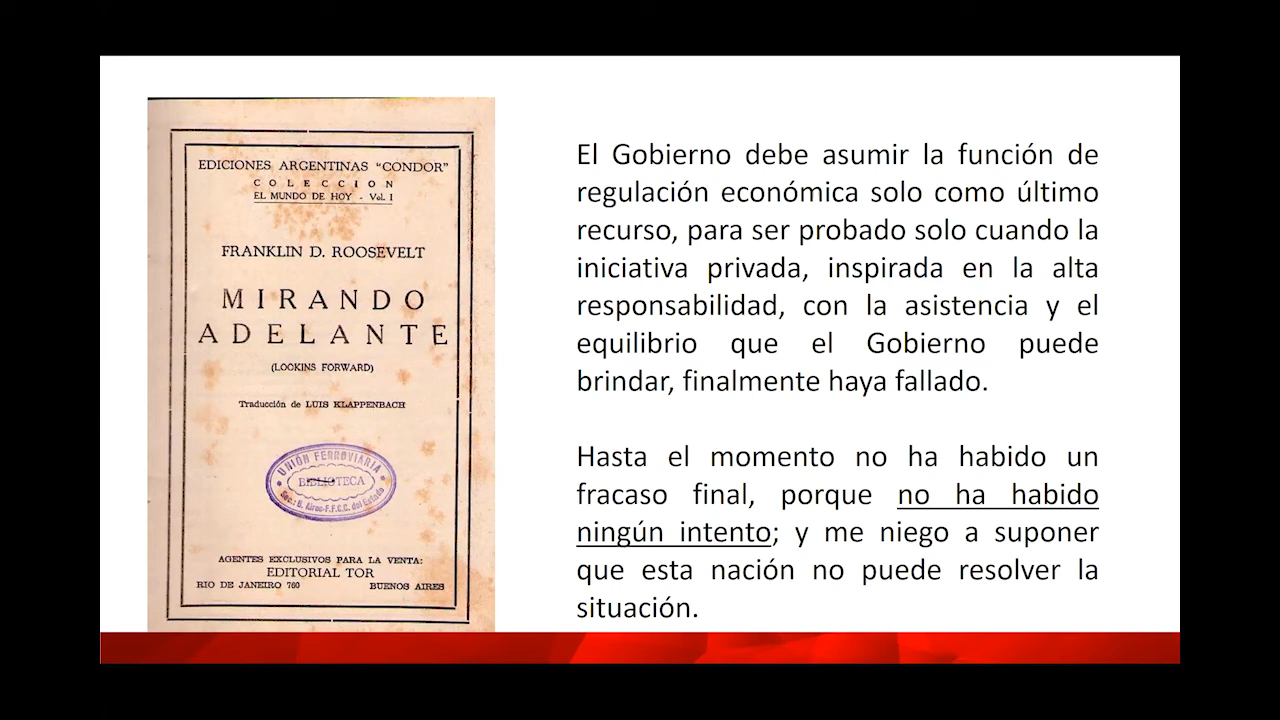 EDICIONES ARGENTINAS "CONDOR"
COLECCION
EL MUNDO DE HOY - Vol. I
FRANKLIN D. ROOSEVELT
MIRANDO
ADELANTE
(LOOKINS FORWARD)
Traducción de LUIS KLAPPENBACH
UNIÓN FERROVIARIA
BIBLIOTECA
Secc. B. Aires-F.F.C.C. del Estado
AGENTES EXCLUSIVOS PARA LA VENTA:
EDITORIAL TOR
RIO DE JANEIRO 760 BUENOS AIRES
El Gobierno debe asumir la función de
regulación económica solo como último
recurso, para ser probado solo cuando la
iniciativa privada, inspirada en la alta
responsabilidad, con la asistencia y el
equilibrio que el Gobierno puede
brindar, finalmente haya fallado.
Hasta el momento no ha habido un
fracaso final, porque no ha habido
ningún intento; y me niego a suponer
que esta nación no puede resolver la
situación.